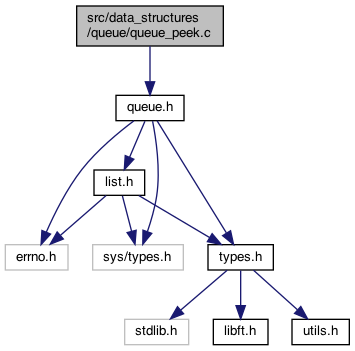 src/data_structures
/queue/queue_peek.c
queue.h
list.h
errno.h
sys/types.h
types.h
stdlib.h
libft.h
utils.h